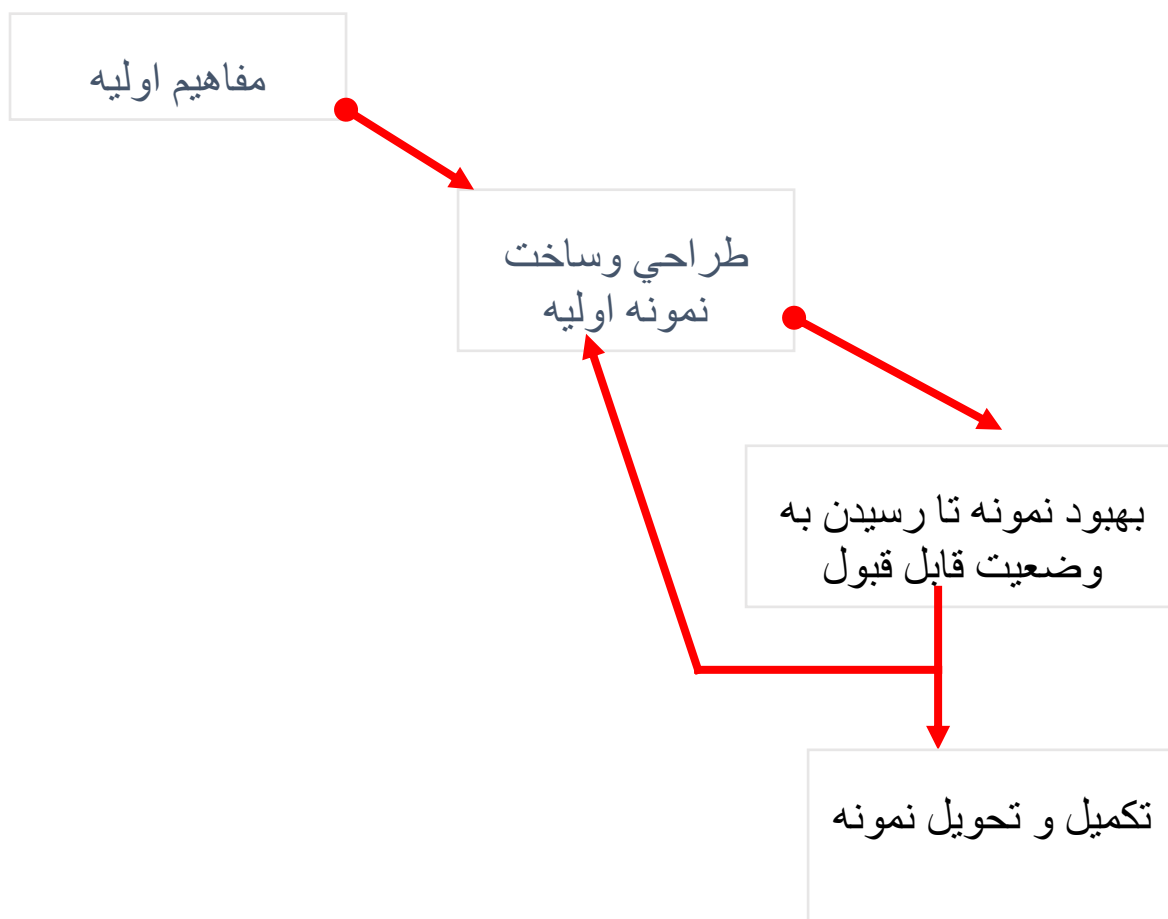 مفاهيم اوليه
طراحي وساخت
نمونه اوليه
بهبود نمونه تا رسيدن به
وضعيت قابل قبول
تكميل و تحويل نمونه